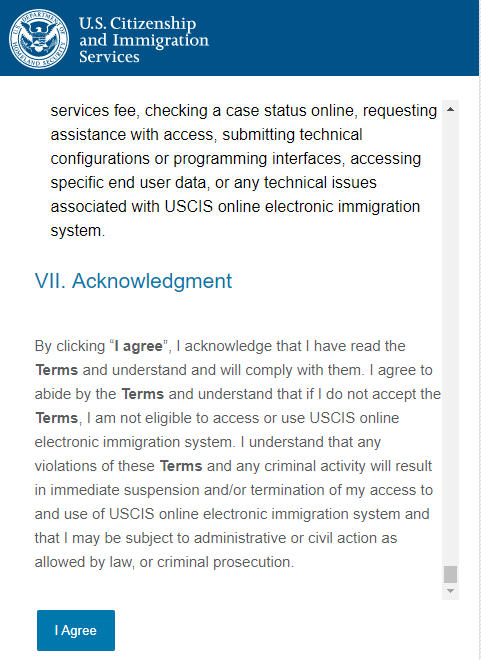 U.S. DEPARTMENT OF
HOMELAND SECURITY
U.S. Citizenship
and Immigration
Services
services fee, checking a case status online, requesting
assistance with access, submitting technical
configurations or programming interfaces, accessing
specific end user data, or any technical issues
associated with USCIS online electronic immigration
system.
VII. Acknowledgment
By clicking “I agree”, I acknowledge that I have read the
Terms and understand and will comply with them. I agree to
abide by the Terms and understand that if I do not accept the
Terms, I am not eligible to access or use USCIS online
electronic immigration system. I understand that any
violations of these Terms and any criminal activity will result
in immediate suspension and/or termination of my access to
and use of USCIS online electronic immigration system and
that I may be subject to administrative or civil action as
allowed by law, or criminal prosecution.
I Agree